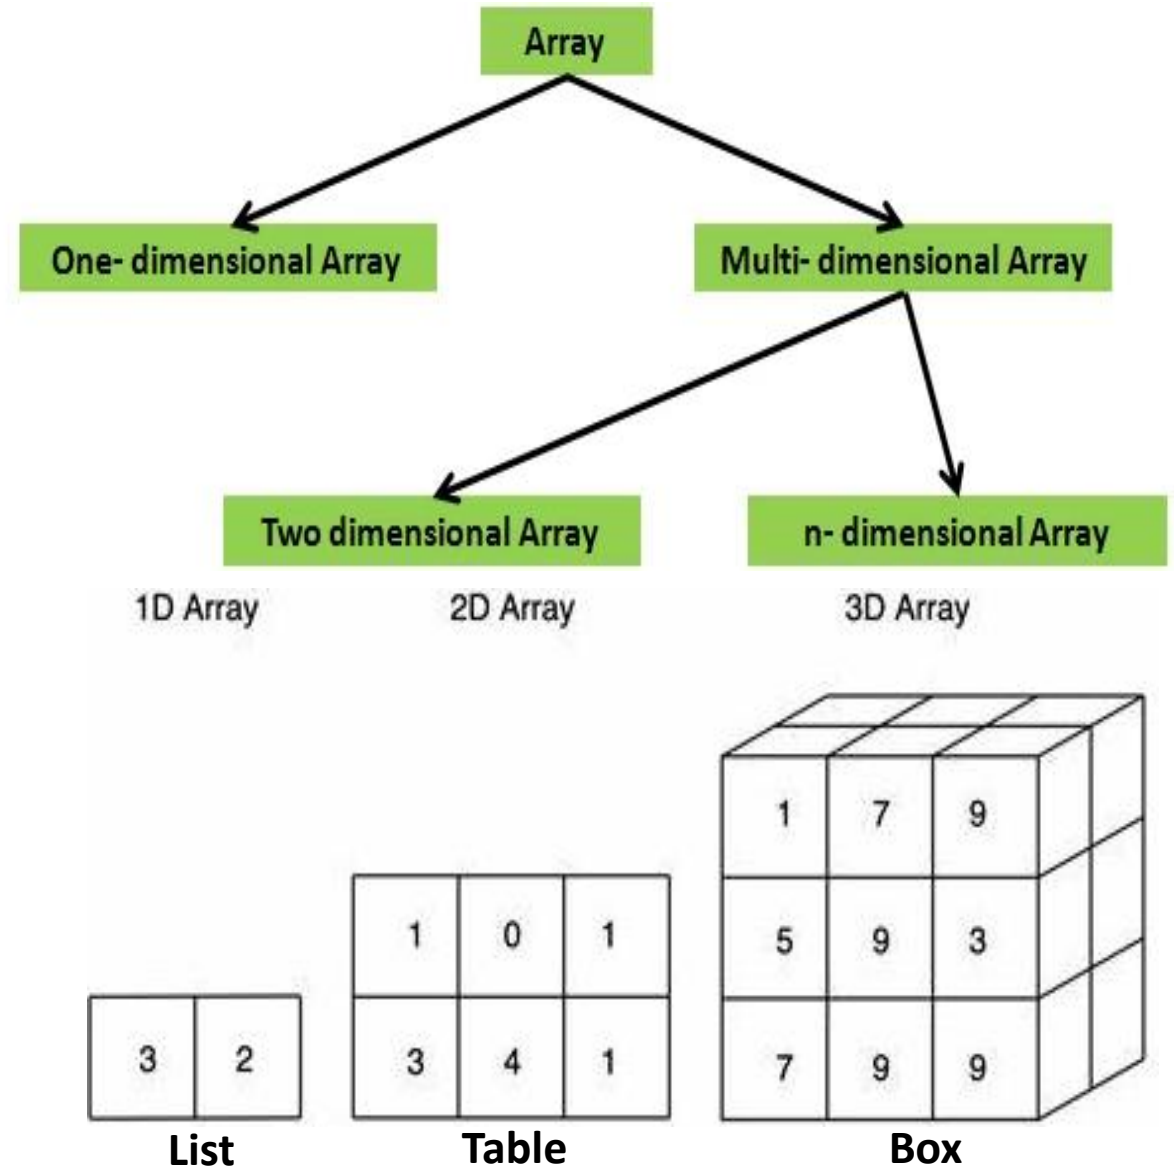 Array
One- dimensional Array
Multi- dimensional Array
Two dimensional Array
n- dimensional Array
1D Array
2D Array
3D Array
1 7 9
1 0 1
5 9 3
3 2
3 4 1
7 9 9
List
Table
Box